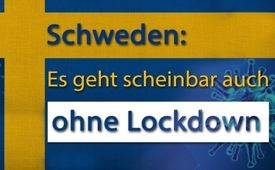 Schweden:
Es geht scheinbar auch
ohne Lockdown